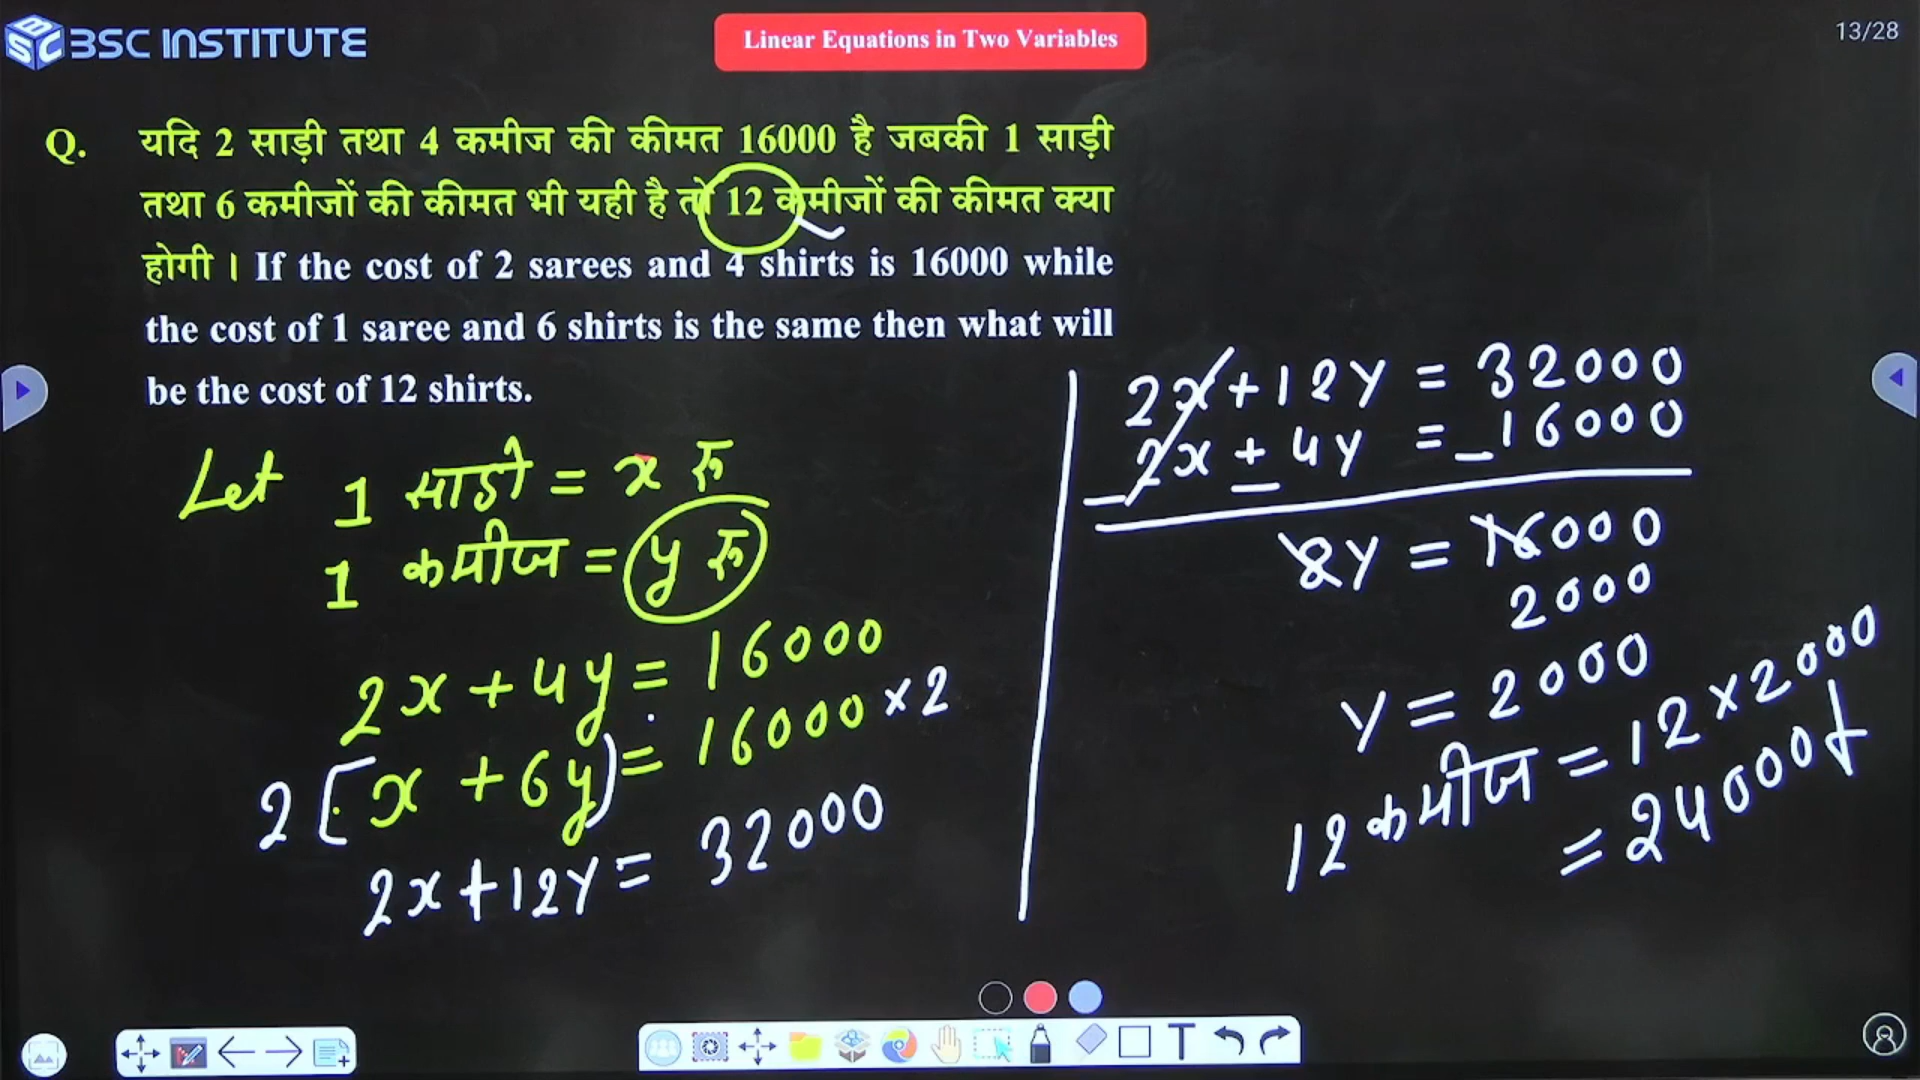 BSC INSTITUTE
Linear Equations in Two Variables
13/28
Q. यदि 2 साड़ी तथा 4 कमीज की कीमत 16000 है जबकी 1 साड़ी
तथा 6 कमीजों की कीमत भी यही है तो 12 कमीजों की कीमत क्या
होगी । If the cost of 2 sarees and 4 shirts is 16000 while
the cost of 1 saree and 6 shirts is the same then what will
be the cost of 12 shirts.
Let 1 साडी = x रू
1 कमीज = y रू
2x + 4y = 16000
2[x + 6y) = 16000 × 2
2x + 12y = 32000
2x + 12y = 32000
2x + 4y = 16000
8y = 16000
2000
y = 2000
12 कमीज = 12 × 2000
= 24000